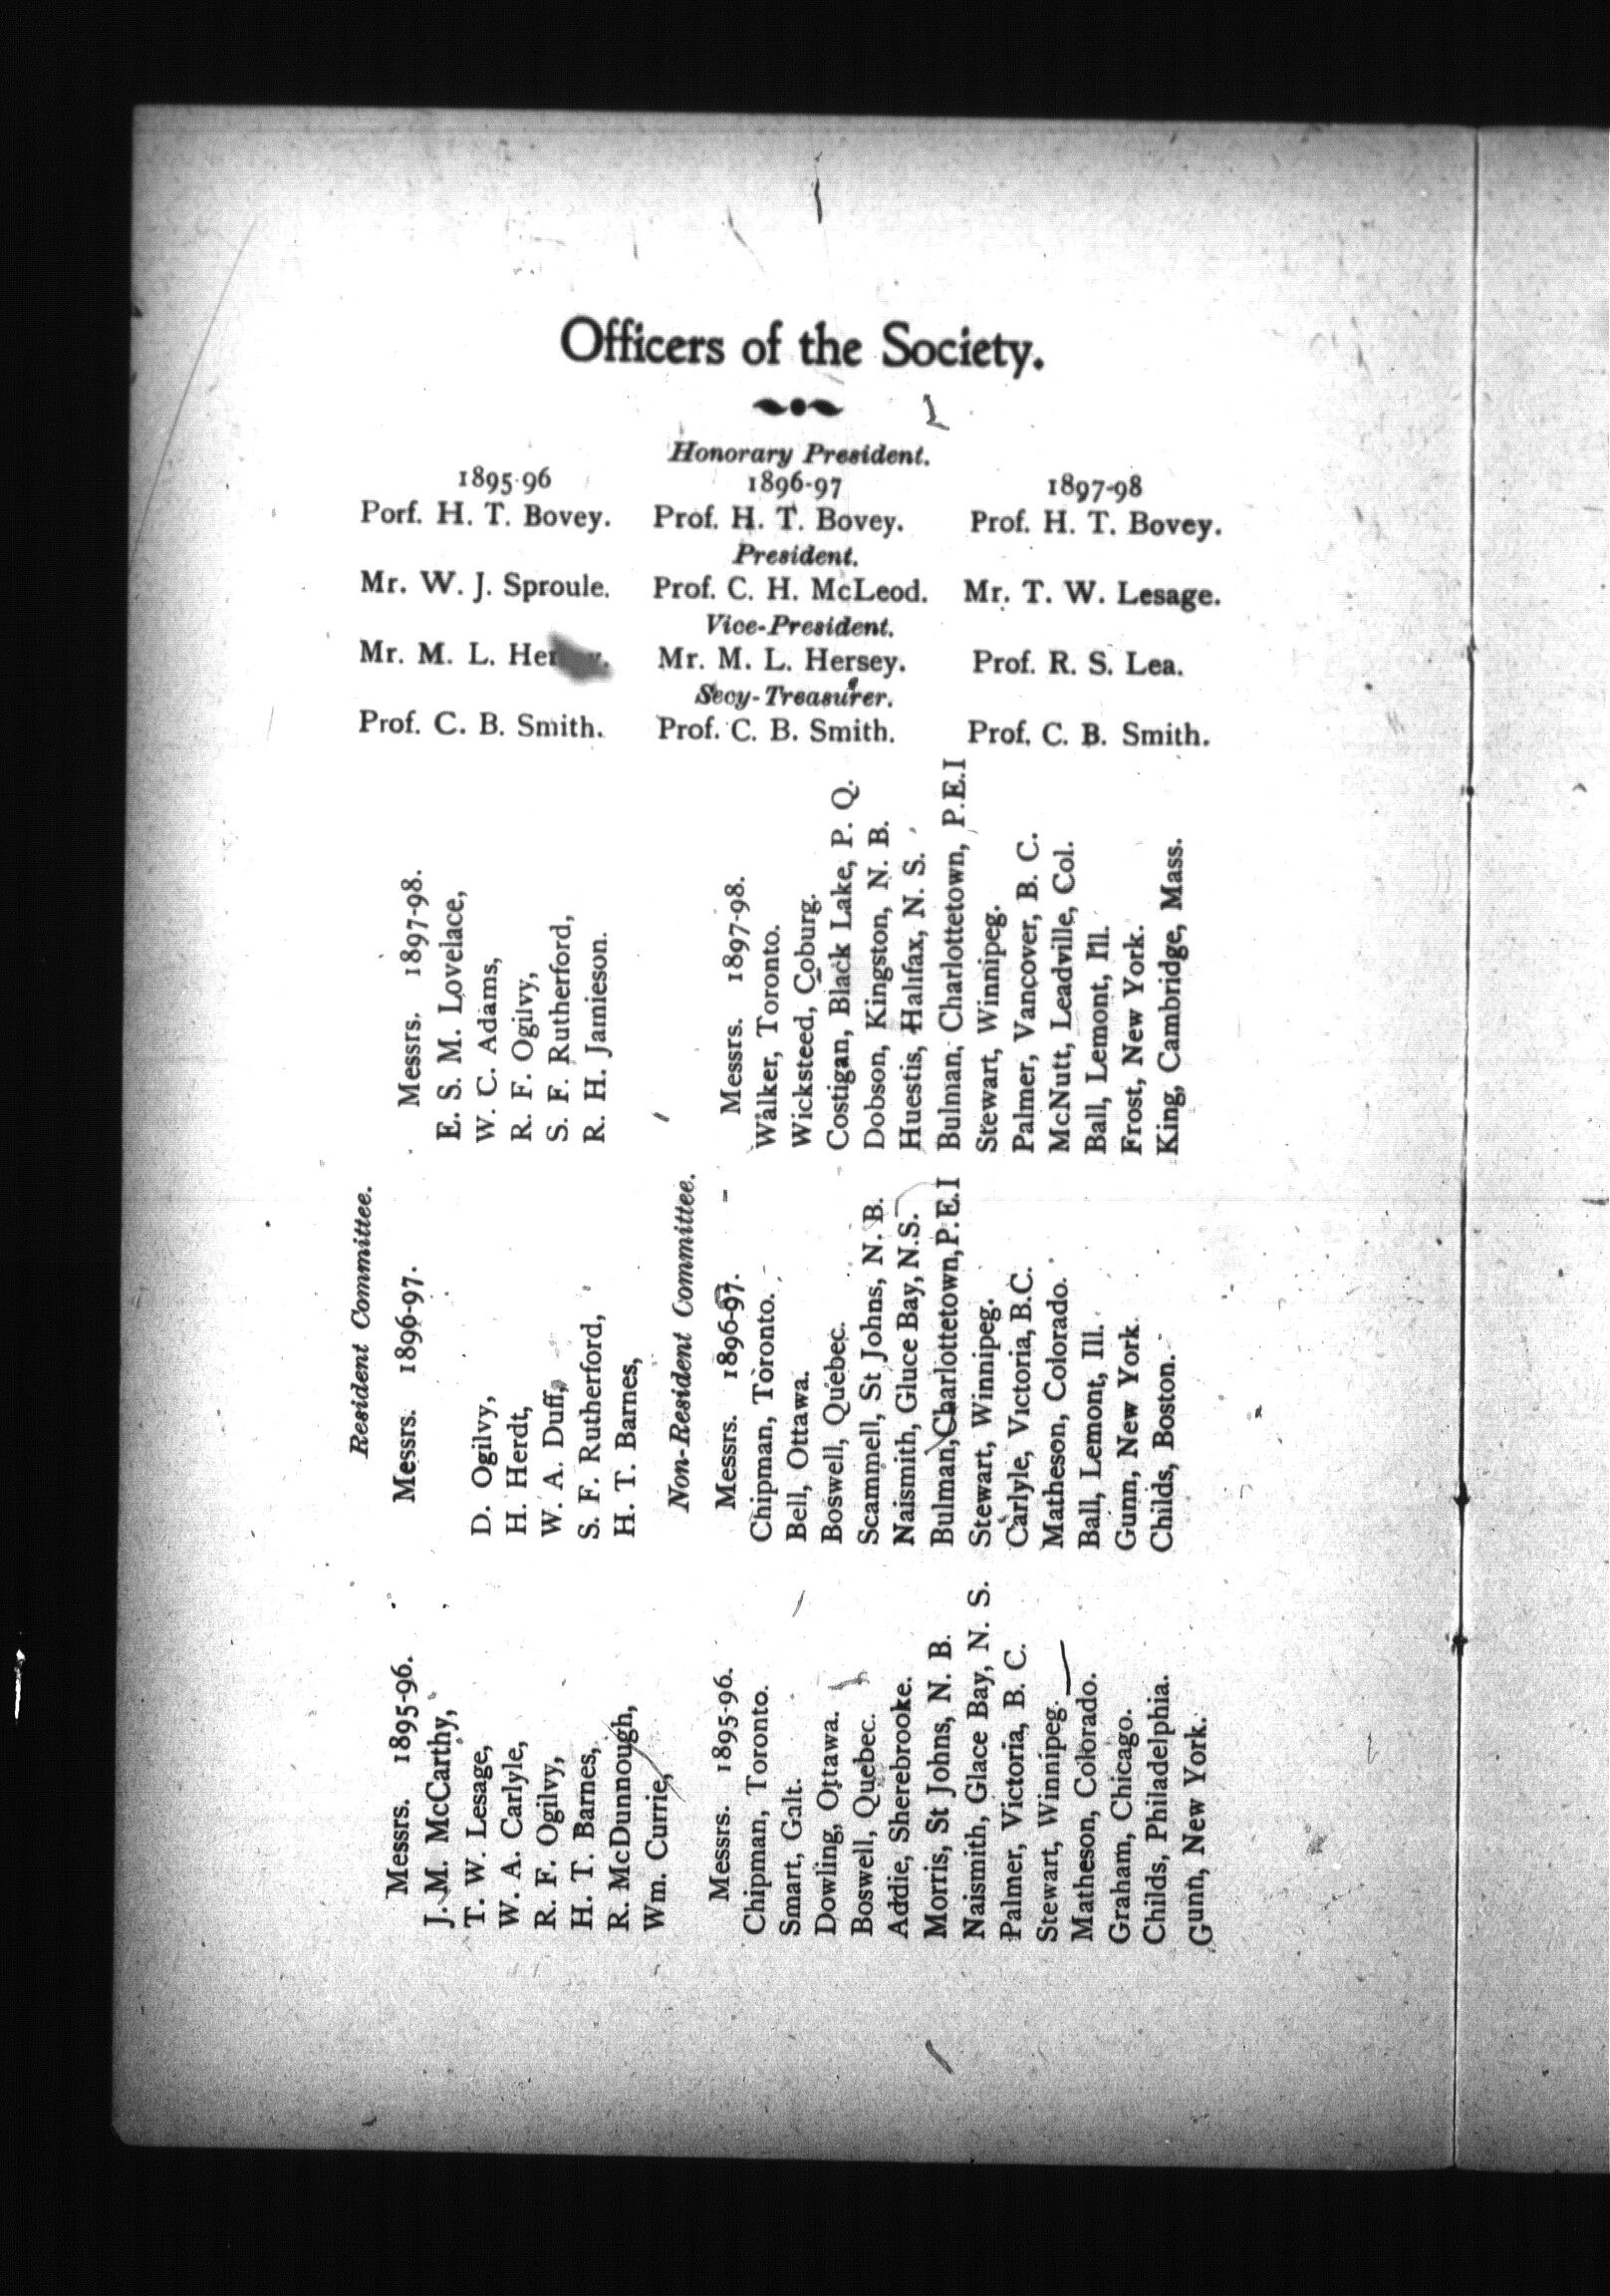 Officers of the Society.
Honorary President.
1895-96 1896-97 1897-98
Porf. H. T. Bovey. Prof. H. T. Bovey. Prof. H. T. Bovey.
President.
Mr. W. J. Sproule. Prof. C. H. McLeod. Mr. T. W. Lesage.
Vice-President.
Mr. M. L. Mr. M. L. Hersey. Prof. R. S. Lea.
Secy-Treasurer.
Prof. C. B. Smith. Prof. C. B. Smith. Prof. C. B. Smith.
Resident Committee.
Messrs. 1895-96. Messrs. 1896-97. Messrs. 1897-98.
J. M. McCarthy, E. S. M. Lovelace,
T. W. Lesage, D. Ogilvy, W. C. Adams,
W. A. Carlyle, H. Herdt, R. F. Ogilvy,
R. F. Ogilvy, W. A. Duff, S. F. Rutherford,
H. T. Barnes, S. F. Rutherford, R. H. Jamieson.
R. McDunnough, H. T. Barnes,
Wm. Currie,
Non-Resident Committee.
Messrs. 1895-96. Messrs. 1896-97. Messrs. 1897-98.
Chipman, Toronto. Chipman, Toronto. Walker, Toronto.
Smart, Galt. Bell, Ottawa. Wicksteed, Coburg.
Dowling, Ottawa. Boswell, Quebec. Costigan, Black Lake, P. Q.
Boswell, Quebec. Scammell, St Johns, N. B. Dobson, Kingston, N. B.
Addie, Sherebrooke. Naismith, Gluce Bay, N.S. Huestis, Halifax, N. S.
Morris, St Johns, N. B. Bulman, Charlottetown, P.E.I Bulman, Charlottetown, P.E.I
Naismith, Glace Bay, N. S. Stewart, Winnipeg. Stewart, Winnipeg.
Palmer, Victoria, B. C. Carlyle, Victoria, B.C. Palmer, Vancover, B. C.
Stewart, Winnipeg. Matheson, Colorado. McNutt, Leadville, Col.
Matheson, Colorado. Ball, Lemont, Ill. Ball, Lemont, Ill.
Graham, Chicago. Gunn, New York. Frost, New York.
Childs, Philadelphia. Childs, Boston. King, Cambridge, Mass.
Gunn, New York.